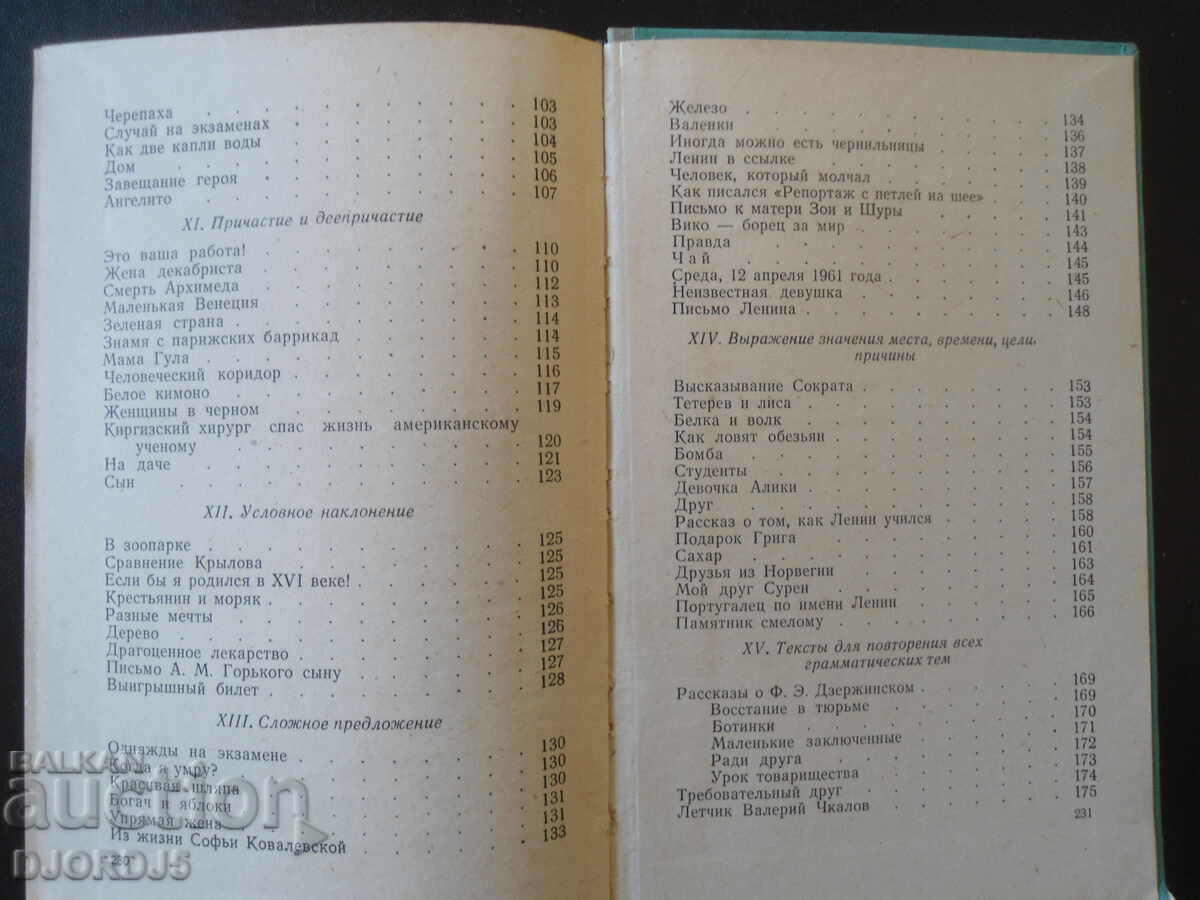 Черепаха 103
Случай на экзаменах 103
Как две капли воды 104
Дом 105
Завещание героя 106
Ангелито 107
XI. Причастие и деепричастие
Это ваша работа! 110
Жена декабриста 110
Смерть Архимеда 112
Маленькая Венеция 113
Зеленая страна 114
Знамя с парижских баррикад 114
Мама Гула 115
Человеческий коридор 116
Белое кимоно 117
Женщины в черном 119
Киргизский хирург спас жизнь американскому
ученому 120
На даче 121
Сын 123
XII. Условное наклонение
В зоопарке 125
Сравнение Крылова 125
Если бы я родился в XVI веке! 125
Крестьянин и моряк 125
Разные мечты 126
Дерево 126
Драгоценное лекарство 127
Письмо А. М. Горького сыну 127
Выигрышный билет 128
XIII. Сложное предложение
Однажды на экзамене 130
Когда я умру? 130
Красивая шляпа 130
Богач и яблоки 131
Упрямая жена 131
Из жизни Софьи Ковалевской 133
230
Железо 134
Валенки 136
Иногда можно есть чернильницы 137
Ленин в ссылке 138
Человек, который молчал 139
Как писался «Репортаж с петлей на шее» 140
Письмо к матери Зои и Шуры 141
Вико — борец за мир 143
Правда 144
Чай 145
Среда, 12 апреля 1961 года 145
Неизвестная девушка 146
Письмо Ленина 148
XIV. Выражение значения места, времени, цели,
причины
Высказывание Сократа 153
Тетерев и лиса 153
Белка и волк 154
Как ловят обезьян 154
Бомба 155
Студенты 156
Девочка Алики 157
Друг 158
Рассказ о том, как Ленин учился 158
Подарок Грига 160
Сахар 161
Друзья из Норвегии 163
Мой друг Сурен 164
Португалец по имени Ленин 165
Памятник смелому 166
XV. Тексты для повторения всех
грамматических тем
Рассказы о Ф. Э. Дзержинском 169
Восстание в тюрьме 169
Ботинки 170
Маленькие заключенные 171
Ради друга 172
Урок товарищества 173
Требовательный друг 174
Летчик Валерий Чкалов 175
231
BALKA
auction
DJORDJ5